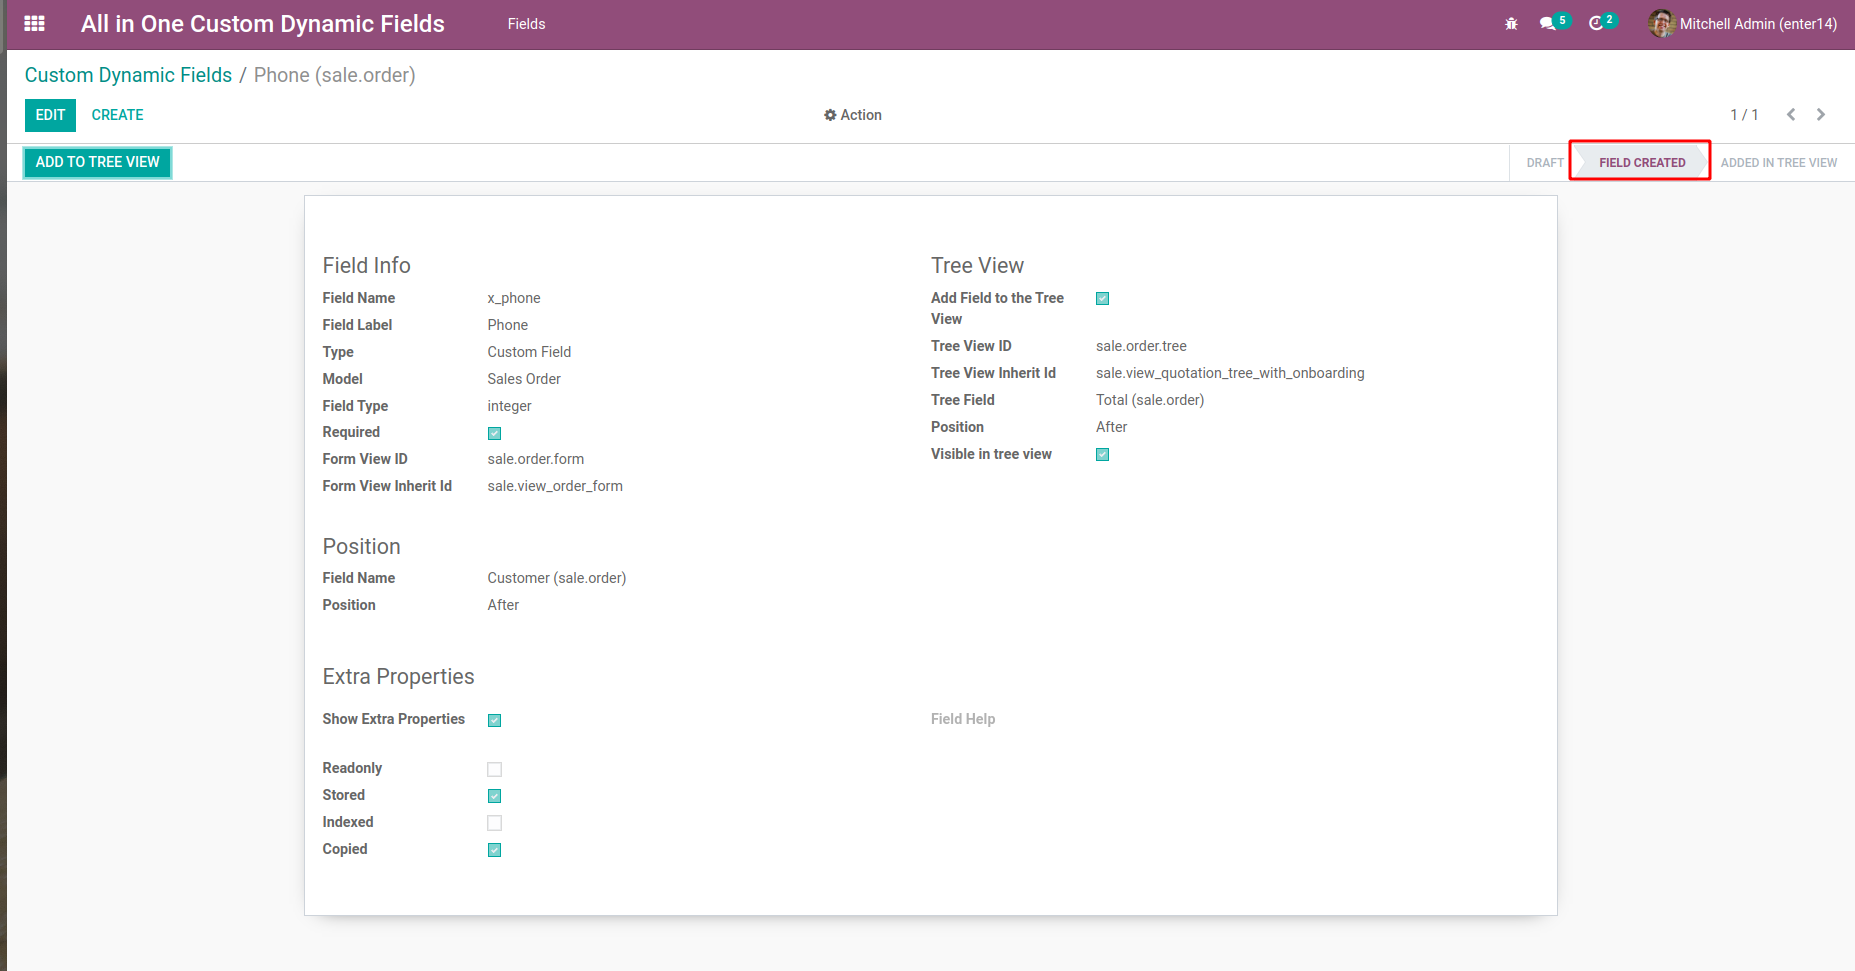 All in One Custom Dynamic Fields
Fields
5
2
Mitchell Admin (enter14)
Custom Dynamic Fields / Phone (sale.order)
EDIT
CREATE
Action
1 / 1
ADD TO TREE VIEW
DRAFT
FIELD CREATED
ADDED IN TREE VIEW
Field Info
Field Name x_phone
Field Label Phone
Type Custom Field
Model Sales Order
Field Type integer
Required
Form View ID sale.order.form
Form View Inherit Id sale.view_order_form
Tree View
Add Field to the Tree
View
Tree View ID sale.order.tree
Tree View Inherit Id sale.view_quotation_tree_with_onboarding
Tree Field Total (sale.order)
Position After
Visible in tree view
Position
Field Name Customer (sale.order)
Position After
Extra Properties
Show Extra Properties
Field Help
Readonly
Stored
Indexed
Copied